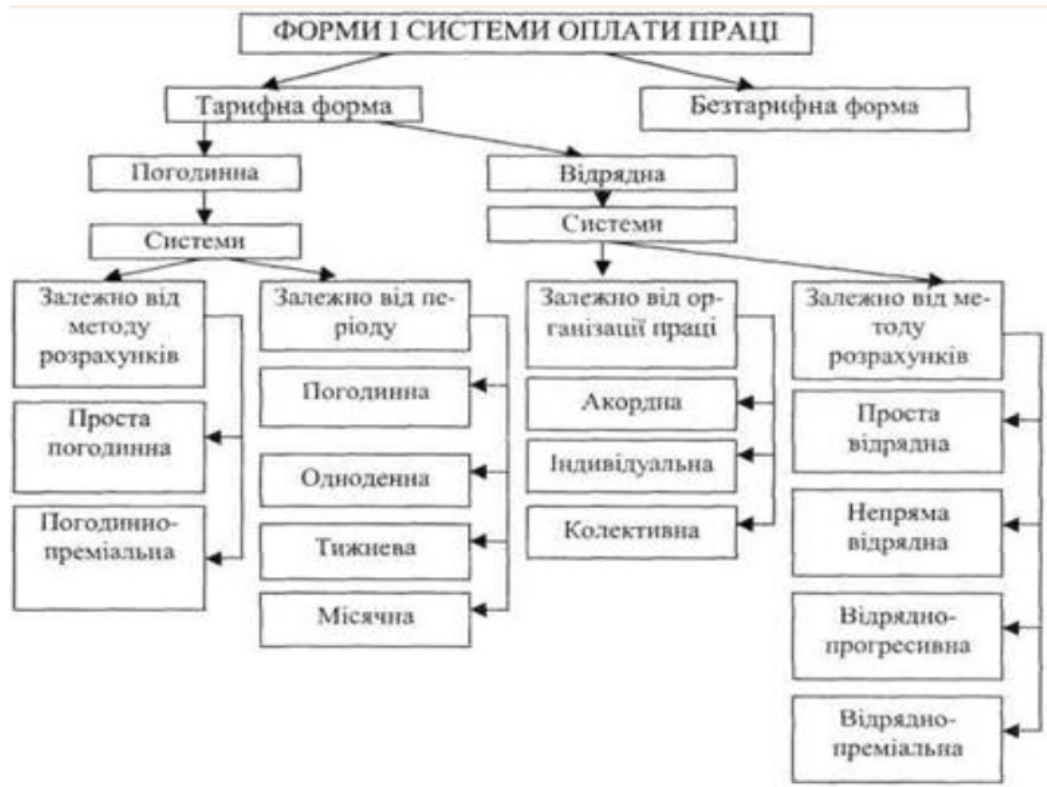 ФОРМИ І СИСТЕМИ ОПЛАТИ ПРАЦІ
Тарифна форма
Безтарифна форма
Погодинна
Відрядна
Системи
Системи
Залежно від
методу
розрахунків
Проста
погодинна
Погодинно-
преміальна
Залежно від пе-
ріоду
Погодинна
Одноденна
Тижнева
Місячна
Залежно від ор-
ганізації праці
Акордна
Індивідуальна
Колективна
Залежно від ме-
тоду
розрахунків
Проста
відрядна
Непряма
відрядна
Відрядно-
прогресивна
Відрядно-
преміальна